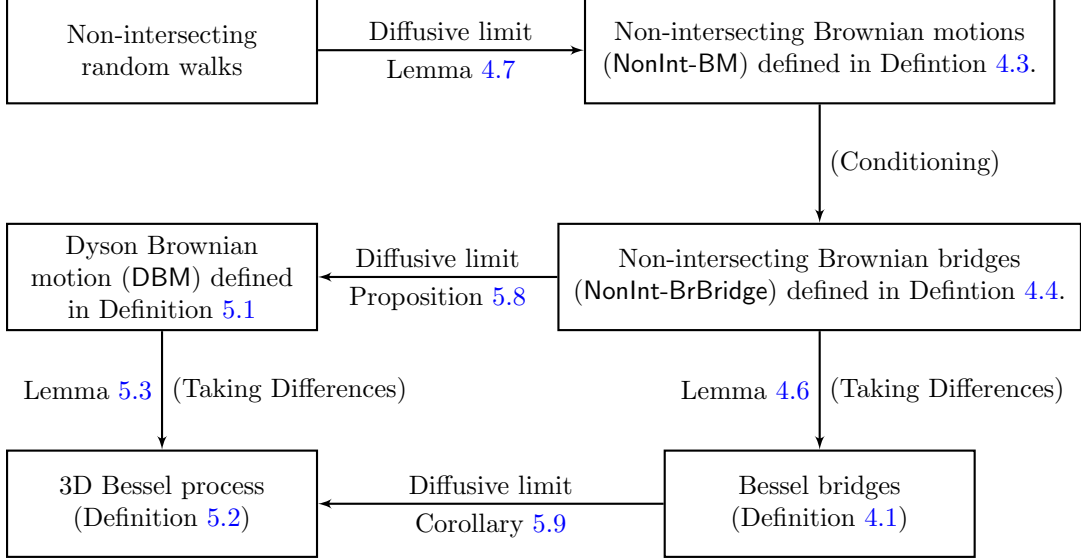 Non-intersecting
random walks
Diffusive limit
Lemma 4.7
Non-intersecting Brownian motions
(NonInt-BM) defined in Defintion 4.3.
(Conditioning)
Dyson Brownian
motion (DBM) defined
in Definition 5.1
Diffusive limit
Proposition 5.8
Non-intersecting Brownian bridges
(NonInt-BrBridge) defined in Defintion 4.4.
Lemma 5.3
(Taking Differences)
Lemma 4.6
(Taking Differences)
3D Bessel process
(Definition 5.2)
Diffusive limit
Corollary 5.9
Bessel bridges
(Definition 4.1)